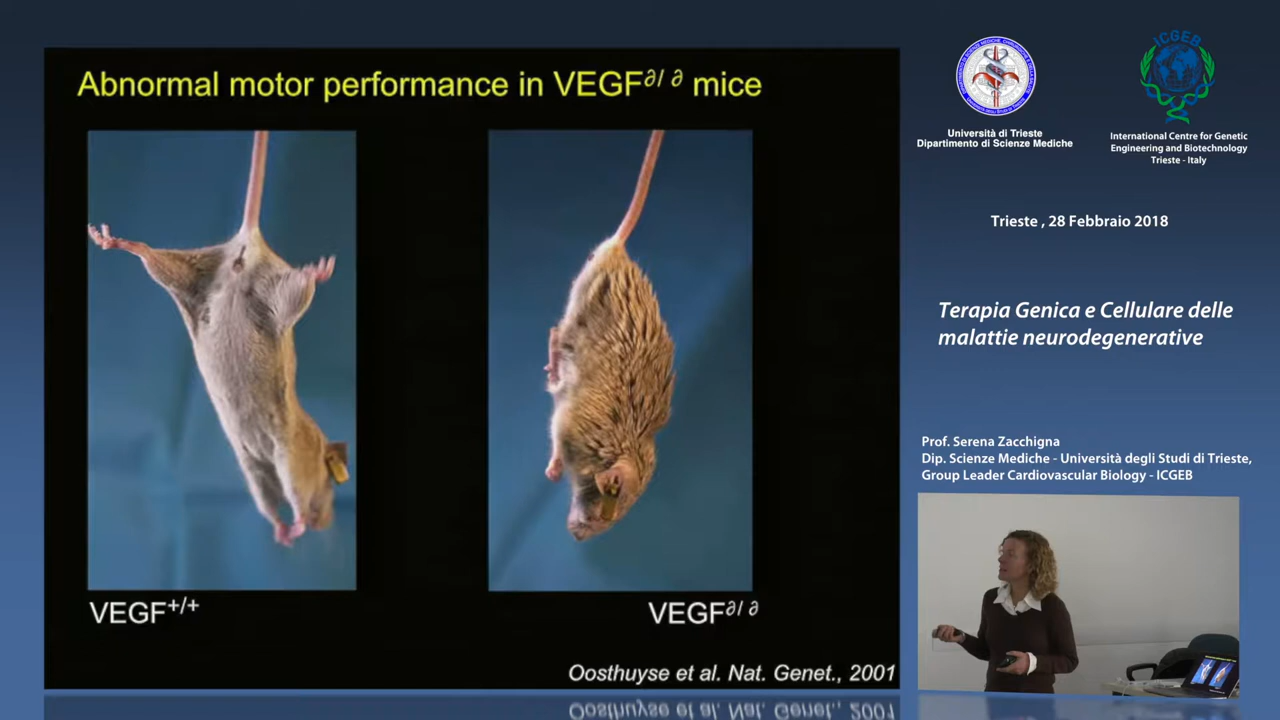 Abnormal motor performance in VEGF∂/ ∂ mice
VEGF+/+
VEGF∂/ ∂
Oosthuyse et al. Nat. Genet., 2001
Università di Trieste
Dipartimento di Scienze Mediche
ICGEB
International Centre for Genetic
Engineering and Biotechnology
Trieste - Italy
Trieste , 28 Febbraio 2018
Terapia Genica e Cellulare delle
malattie neurodegenerative
Prof. Serena Zacchigna
Dip. Scienze Mediche - Università degli Studi di Trieste,
Group Leader Cardiovascular Biology - ICGEB